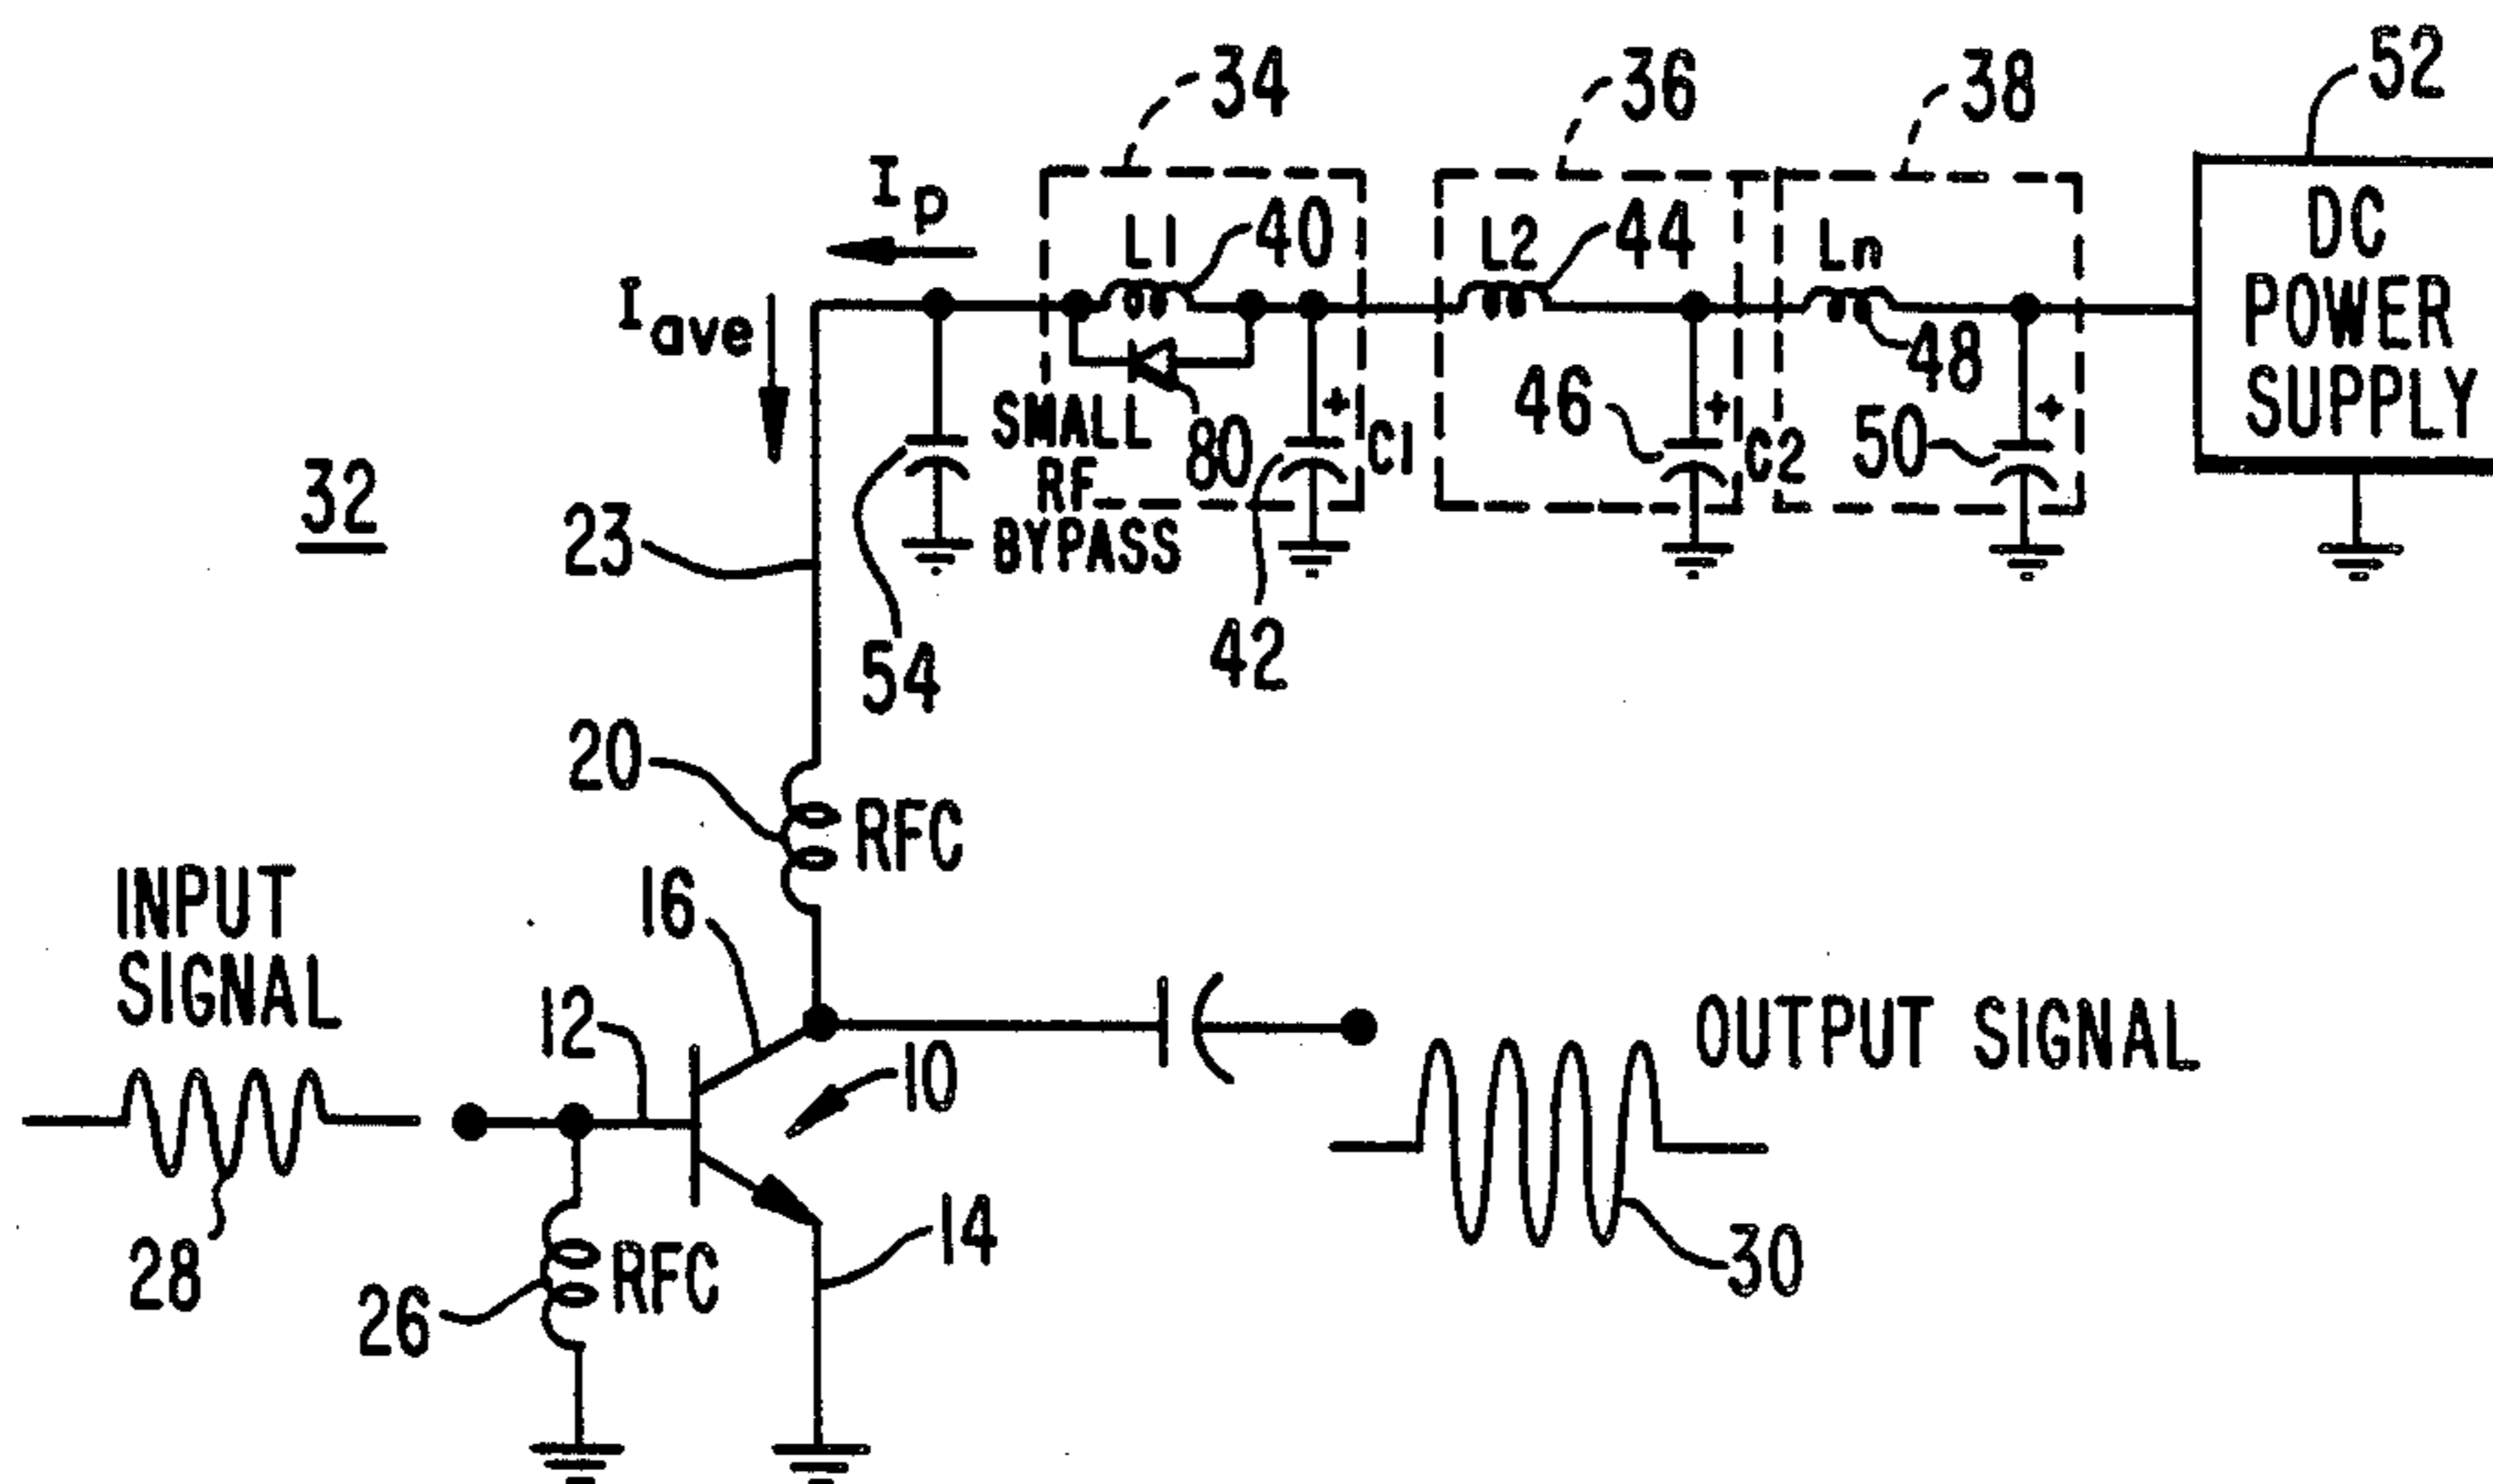 34
36
38
52
Ip
L1
40
L2
44
Ln
DC
POWER
SUPPLY
Iave
48
SMALL
RF
BYPASS
80
+
C1
46
+
C2
50
+
32
23
54
42
20
RFC
INPUT
SIGNAL
16
12
10
OUTPUT SIGNAL
28
26
RFC
14
30